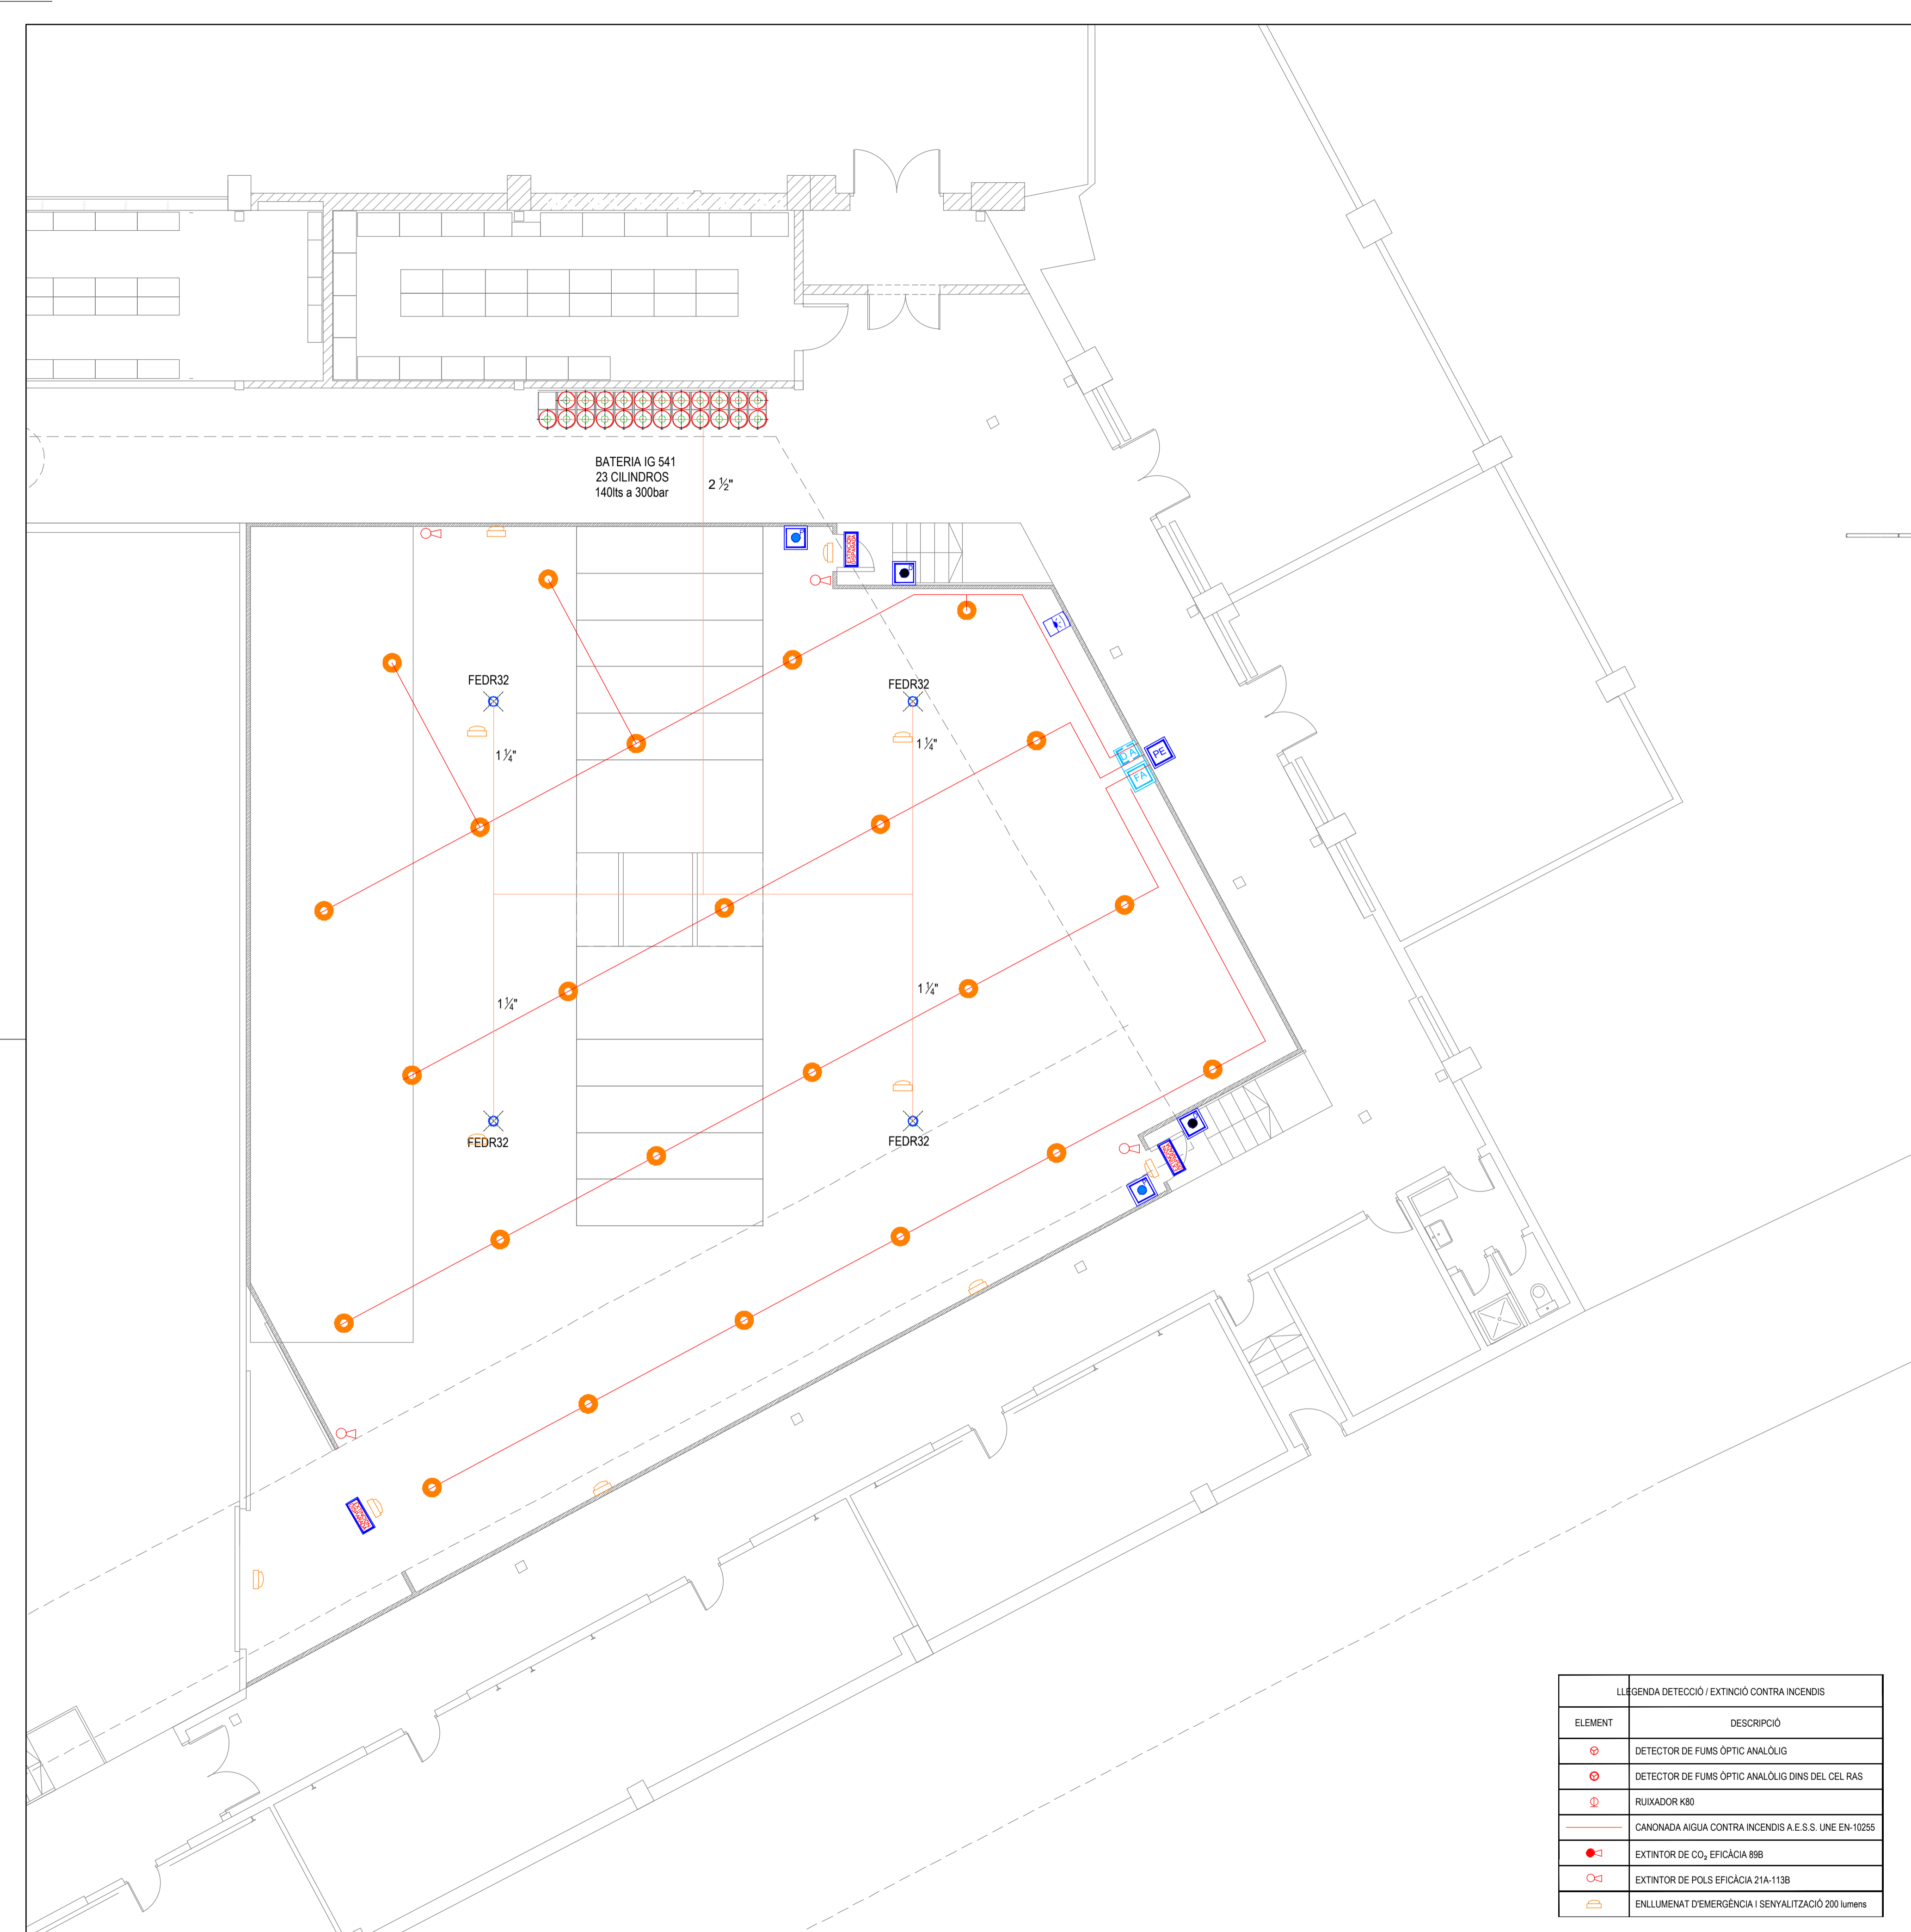 BATERIA IG 541
23 CILINDROS
140lts a 300bar
2 ½"
EXTINCIÓN
DISPARADA
FEDR32
FEDR32
1 ¼"
1 ¼"
D A
PE
FA
1 ¼"
1 ¼"
FEDR32
FEDR32
LLEGENDA DETECCIÓ / EXTINCIÓ CONTRA INCENDIS
ELEMENT
DESCRIPCIÓ
DETECTOR DE FUMS ÒPTIC ANALÒLIG
DETECTOR DE FUMS ÒPTIC ANALÒLIG DINS DEL CEL RAS
RUIXADOR K80
CANONADA AIGUA CONTRA INCENDIS A.E.S.S. UNE EN-10255
EXTINTOR DE CO₂ EFICÀCIA 89B
EXTINTOR DE POLS EFICÀCIA 21A-113B
ENLLUMENAT D'EMERGÈNCIA I SENYALITZACIÓ 200 lumens